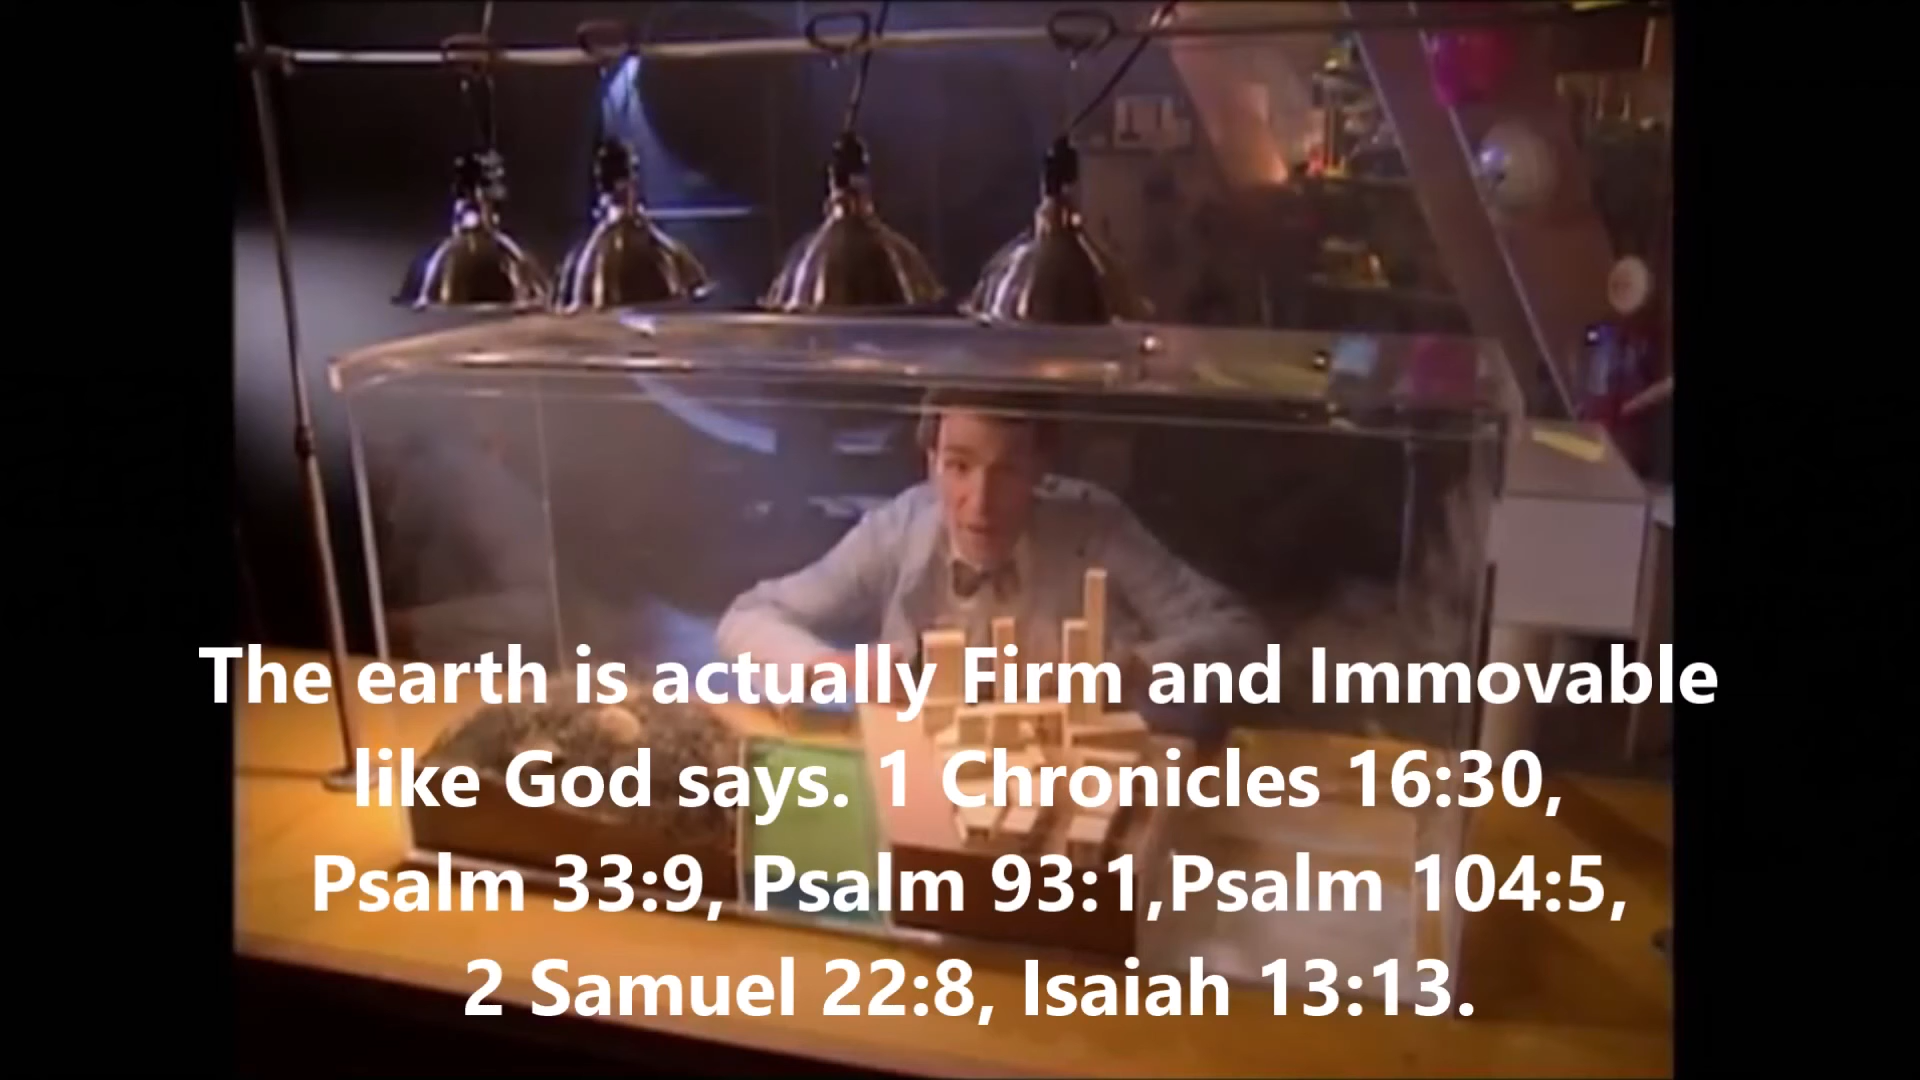 The earth is actually Firm and Immovable
like God says. 1 Chronicles 16:30,
Psalm 33:9, Psalm 93:1,Psalm 104:5,
2 Samuel 22:8, Isaiah 13:13.